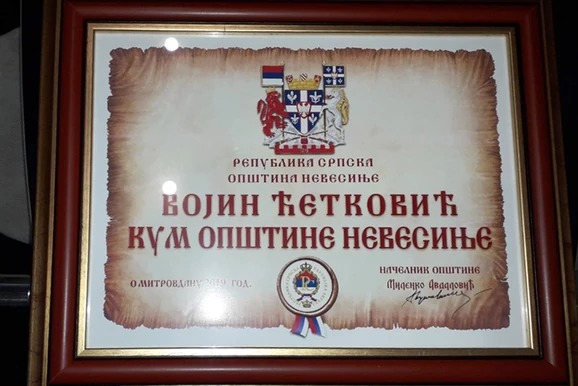 РЕПУБЛИКА СРПСКА
ОПШТИНА НЕВЕСИЊЕ
ВОЈИН ЋЕТКОВИЋ
КУМ ОПШТИНЕ НЕВЕСИЊЕ
НАЧЕЛНИК ОПШТИНЕ
О МИТРОВДАНУ 2019. ГОД.
Миленко Авдаловић